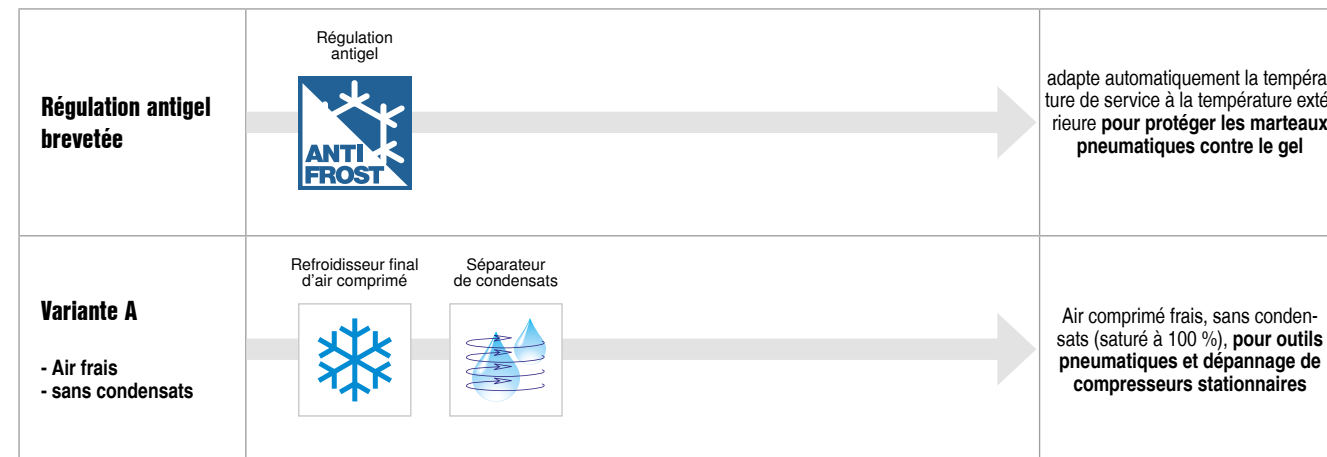 Régulation antigel
brevetée
Régulation
antigel
ANTI
FROST
adapte automatiquement la tempéra
ture de service à la température exté
rieure pour protéger les marteaux
pneumatiques contre le gel
Variante A
- Air frais
- sans condensats
Refroidisseur final
d'air comprimé
Séparateur
de condensats
Air comprimé frais, sans conden-
sats (saturé à 100 %), pour outils
pneumatiques et dépannage de
compresseurs stationnaires